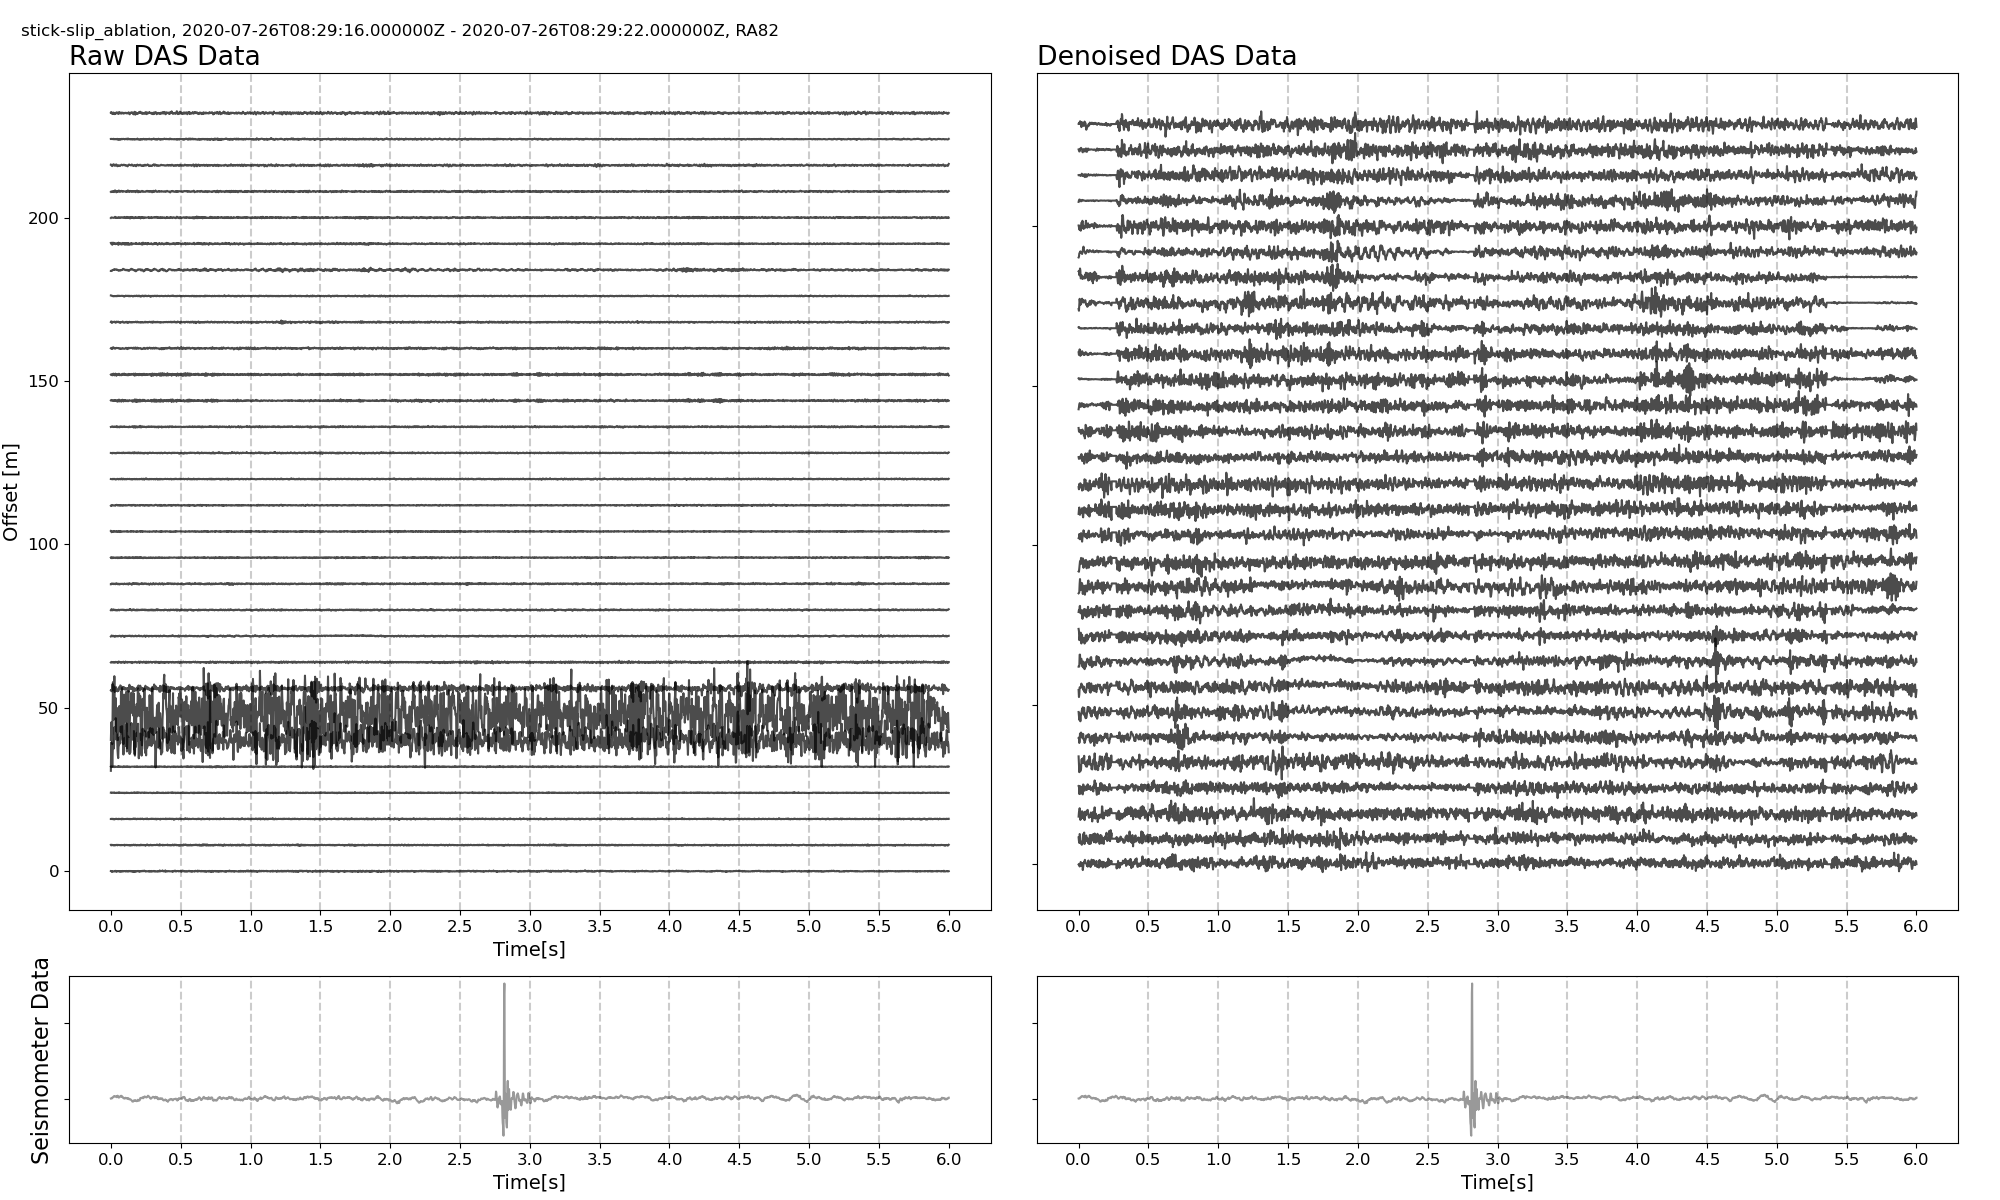 stick-slip_ablation, 2020-07-26T08:29:16.000000Z - 2020-07-26T08:29:22.000000Z, RA82
Raw DAS Data
Denoised DAS Data
Offset [m]
200
150
100
50
0
0.0 0.5 1.0 1.5 2.0 2.5 3.0 3.5 4.0 4.5 5.0 5.5 6.0
Time[s]
0.0 0.5 1.0 1.5 2.0 2.5 3.0 3.5 4.0 4.5 5.0 5.5 6.0
Seismometer Data
0.0 0.5 1.0 1.5 2.0 2.5 3.0 3.5 4.0 4.5 5.0 5.5 6.0
Time[s]
0.0 0.5 1.0 1.5 2.0 2.5 3.0 3.5 4.0 4.5 5.0 5.5 6.0
Time[s]